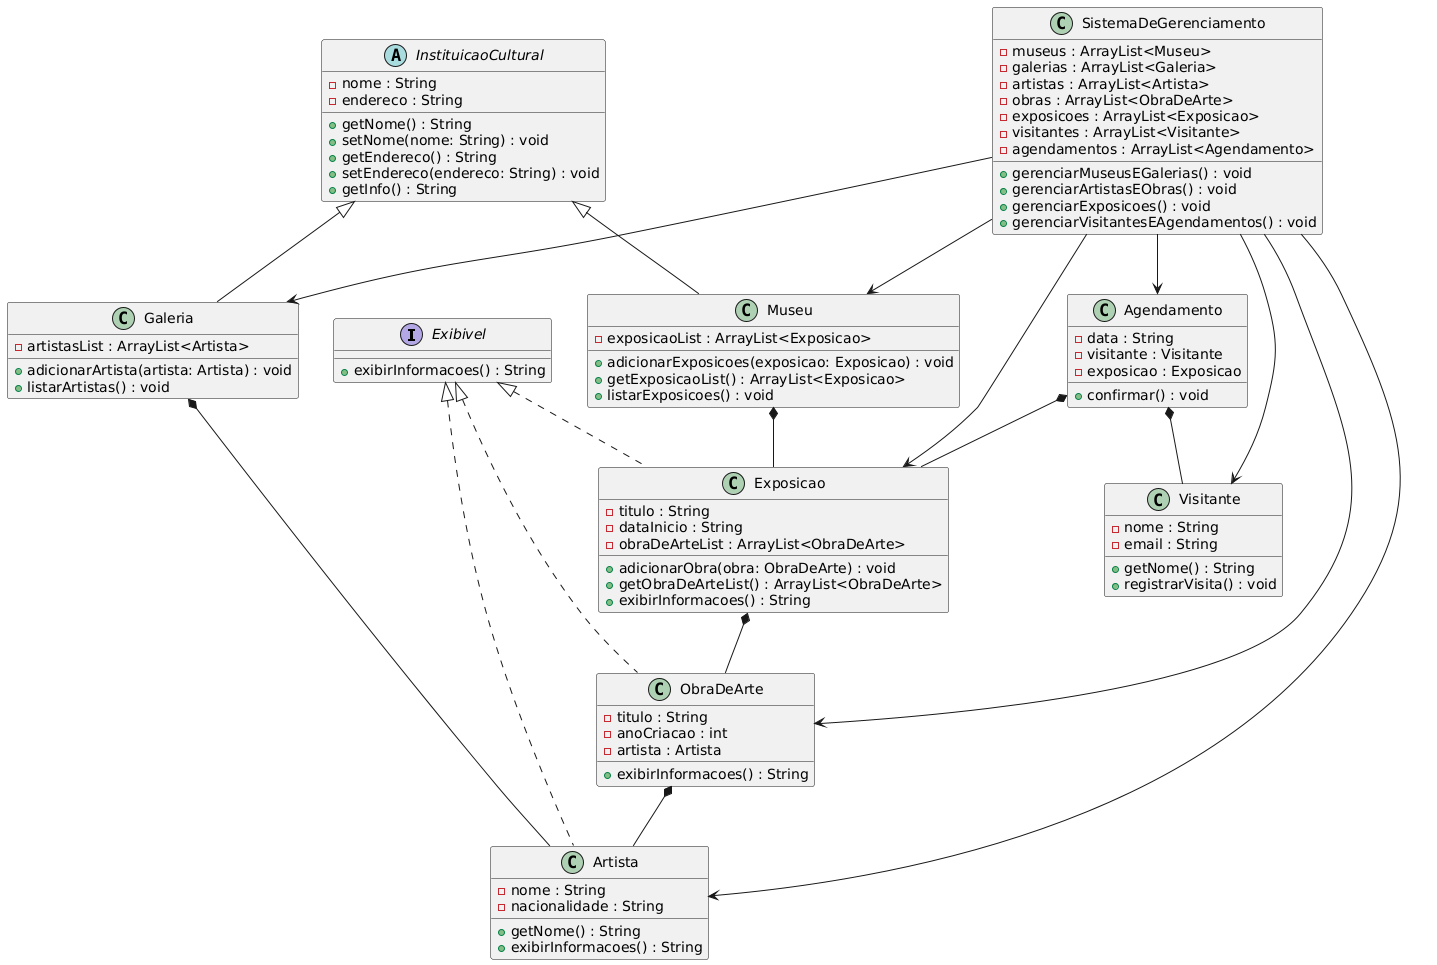 C SistemaDeGerenciamento
museus : ArrayList<Museu>
galerias : ArrayList<Galeria>
artistas : ArrayList<Artista>
obras : ArrayList<ObraDeArte>
exposicoes : ArrayList<Exposicao>
visitantes : ArrayList<Visitante>
agendamentos : ArrayList<Agendamento>
gerenciarMuseusEGalerias() : void
gerenciarArtistasEObras() : void
gerenciarExposicoes() : void
gerenciarVisitantesEAgendamentos() : void
A InstituicaoCultural
nome : String
endereco : String
getNome() : String
setNome(nome: String) : void
getEndereco() : String
setEndereco(endereco: String) : void
getInfo() : String
C Galeria
artistasList : ArrayList<Artista>
adicionarArtista(artista: Artista) : void
listarArtistas() : void
I Exibivel
exibirInformacoes() : String
C Museu
exposicaoList : ArrayList<Exposicao>
adicionarExposicoes(exposicao: Exposicao) : void
getExposicaoList() : ArrayList<Exposicao>
listarExposicoes() : void
C Agendamento
data : String
visitante : Visitante
exposicao : Exposicao
confirmar() : void
C Exposicao
titulo : String
dataInicio : String
obraDeArteList : ArrayList<ObraDeArte>
adicionarObra(obra: ObraDeArte) : void
getObraDeArteList() : ArrayList<ObraDeArte>
exibirInformacoes() : String
C Visitante
nome : String
email : String
getNome() : String
registrarVisita() : void
C ObraDeArte
titulo : String
anoCriacao : int
artista : Artista
exibirInformacoes() : String
C Artista
nome : String
nacionalidade : String
getNome() : String
exibirInformacoes() : String